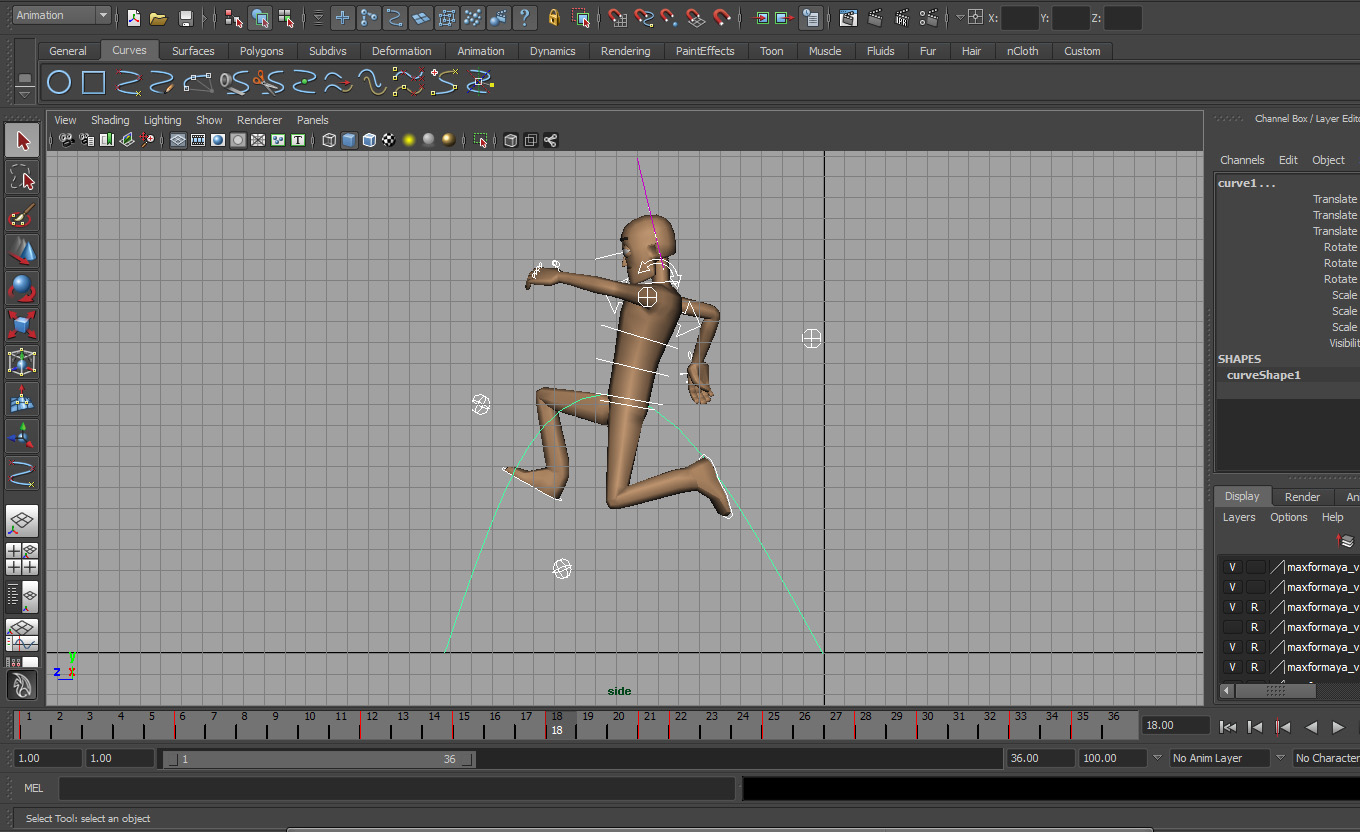 Animation X: Y: Z:
General Curves Surfaces Polygons Subdivs Deformation Animation Dynamics Rendering PaintEffects Toon Muscle Fluids Fur Hair nCloth Custom
View Shading Lighting Show Renderer Panels
Channel Box / Layer Edito
Channels Edit Object
curve1 . . .
Translate
Translate
Translate
Rotate
Rotate
Rotate
Scale
Scale
Scale
Visibilit
SHAPES
curveShape1
Display Render An
Layers Options Help
V maxformaya_v
V maxformaya_v
V R maxformaya_v
R maxformaya_v
V R maxformaya_v
V R maxformaya_v
y
z x
side
1 2 3 4 5 6 7 8 9 10 11 12 13 14 15 16 17 18 19 20 21 22 23 24 25 26 27 28 29 30 31 32 33 34 35 36
18
18.00
1.00 1.00 1 36 36.00 100.00 No Anim Layer No Character
MEL
Select Tool: select an object